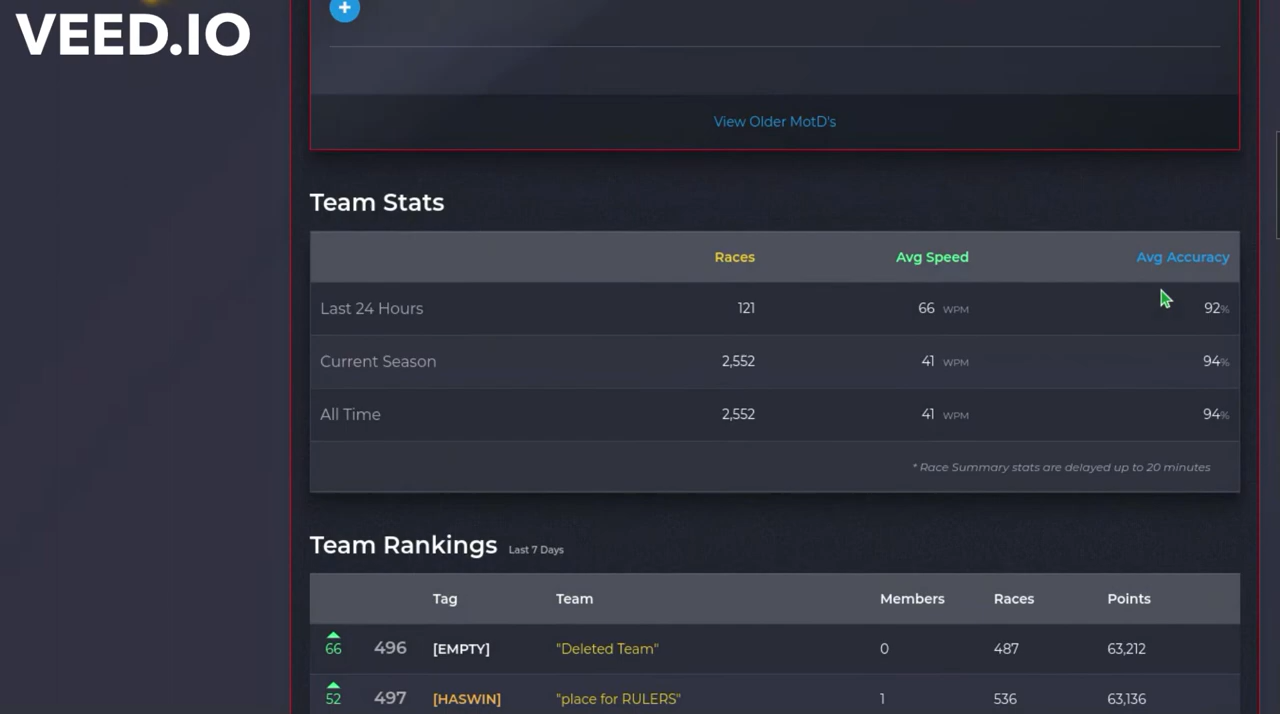 VEED.IO
View Older MotD's
Team Stats
Races Avg Speed Avg Accuracy
Last 24 Hours 121 66 WPM 92%
Current Season 2,552 41 WPM 94%
All Time 2,552 41 WPM 94%
* Race Summary stats are delayed up to 20 minutes
Team Rankings Last 7 Days
Tag Team Members Races Points
66 496 [EMPTY] "Deleted Team" 0 487 63,212
52 497 [HASWIN] "place for RULERS" 1 536 63,136